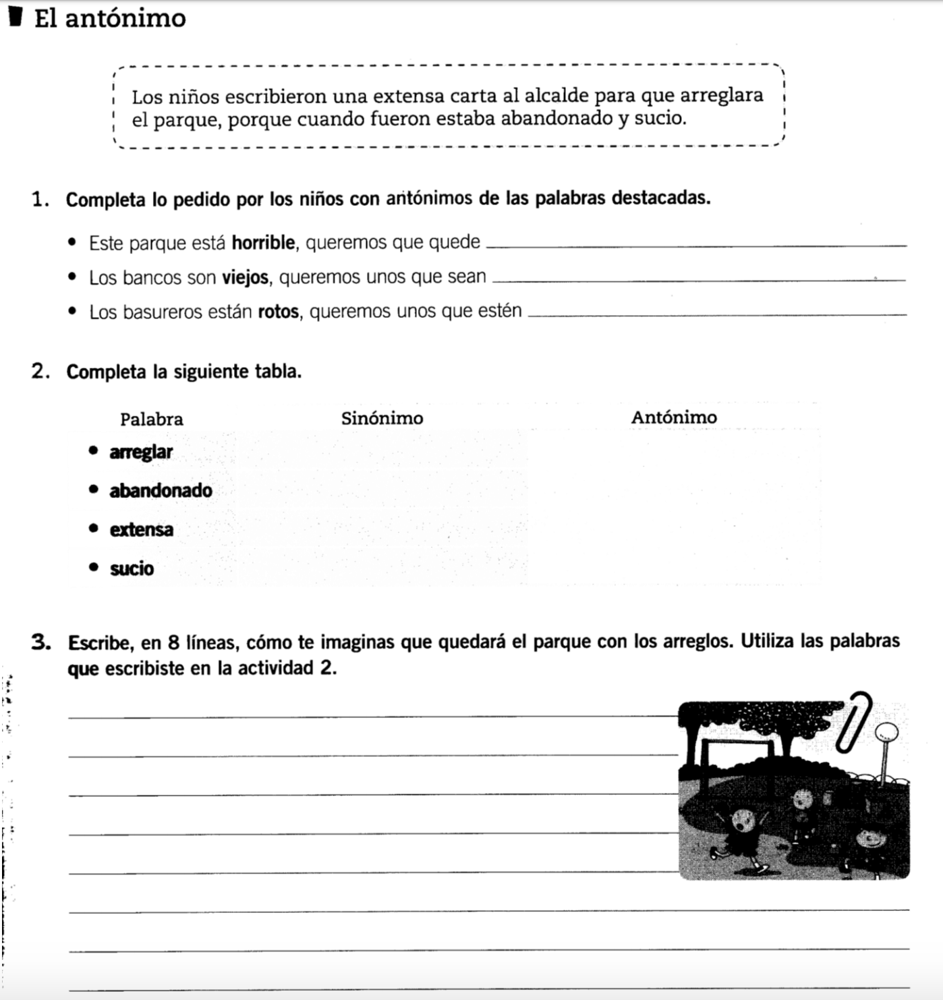 El antónimo
Los niños escribieron una extensa carta al alcalde para que arreglara
el parque, porque cuando fueron estaba abandonado y sucio.
1. Completa lo pedido por los niños con antónimos de las palabras destacadas.
• Este parque está horrible, queremos que quede
• Los bancos son viejos, queremos unos que sean
• Los basureros están rotos, queremos unos que estén
2. Completa la siguiente tabla.
Palabra Sinónimo Antónimo
• arreglar
• abandonado
• extensa
• sucio
3. Escribe, en 8 líneas, cómo te imaginas que quedará el parque con los arreglos. Utiliza las palabras
que escribiste en la actividad 2.